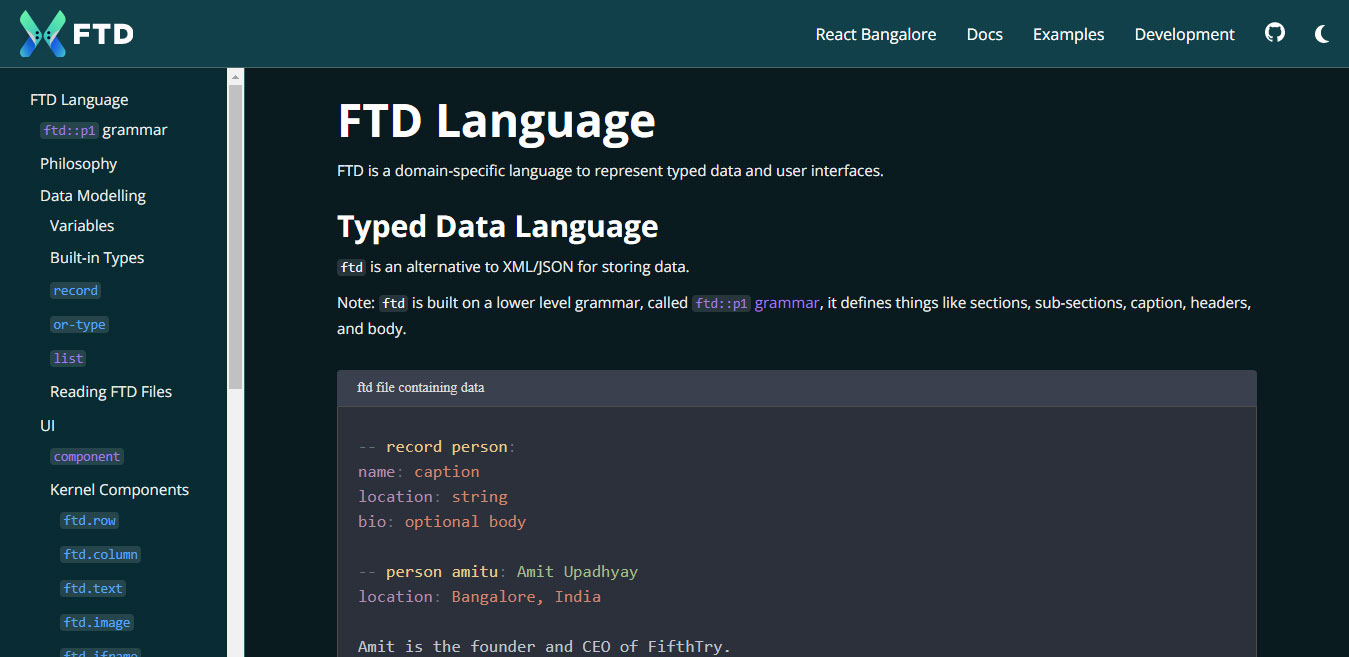 FTD
React Bangalore
Docs
Examples
Development
FTD Language
ftd::p1 grammar
Philosophy
Data Modelling
Variables
Built-in Types
record
or-type
list
Reading FTD Files
UI
component
Kernel Components
ftd.row
ftd.column
ftd.text
ftd.image
ftd.iframe
FTD Language
FTD is a domain-specific language to represent typed data and user interfaces.
Typed Data Language
ftd is an alternative to XML/JSON for storing data.
Note: ftd is built on a lower level grammar, called ftd::p1 grammar, it defines things like sections, sub-sections, caption, headers,
and body.
ftd file containing data
-- record person:
name: caption
location: string
bio: optional body
-- person amitu: Amit Upadhyay
location: Bangalore, India
Amit is the founder and CEO of FifthTry.